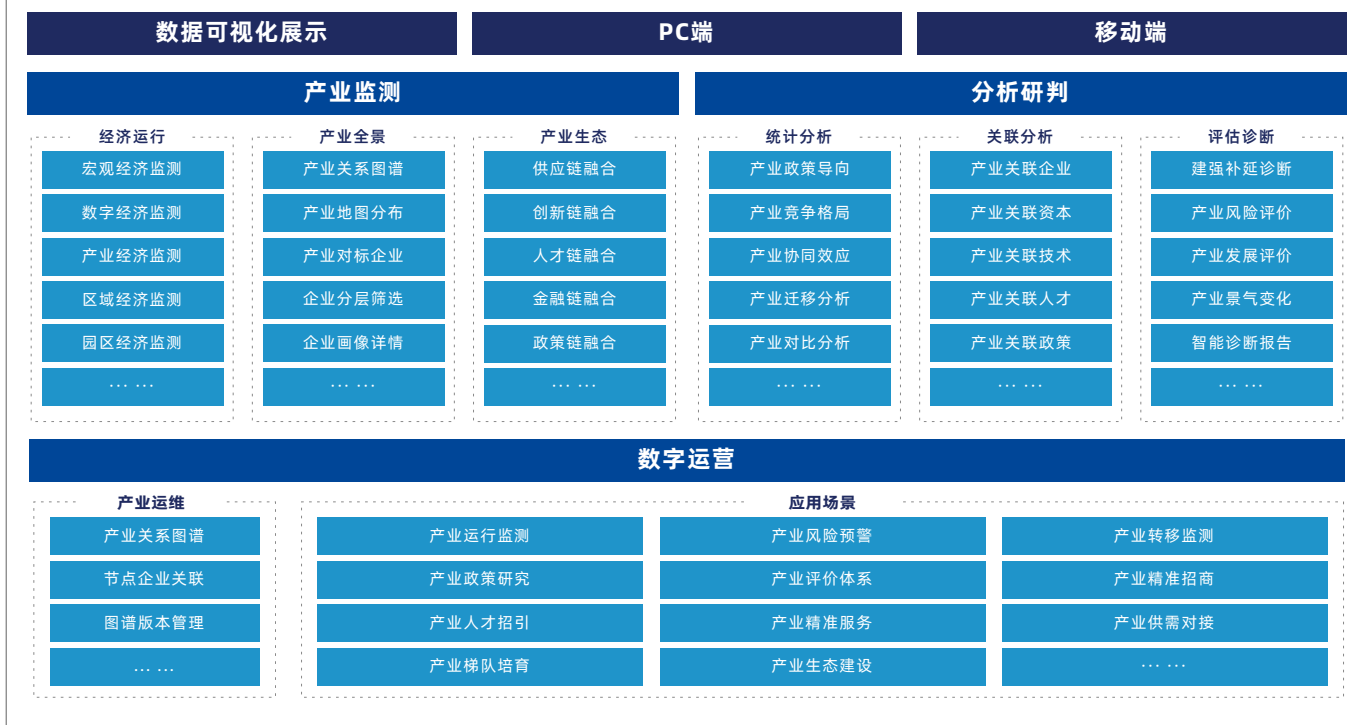 数据可视化展示
PC端
移动端
产业监测
分析研判
经济运行
宏观经济监测
数字经济监测
产业经济监测
区域经济监测
园区经济监测
... ...
产业全景
产业关系图谱
产业地图分布
产业对标企业
企业分层筛选
企业画像详情
... ...
产业生态
供应链融合
创新链融合
人才链融合
金融链融合
政策链融合
... ...
统计分析
产业政策导向
产业竞争格局
产业协同效应
产业迁移分析
产业对比分析
... ...
关联分析
产业关联企业
产业关联资本
产业关联技术
产业关联人才
产业关联政策
... ...
评估诊断
建强补延诊断
产业风险评价
产业发展评价
产业景气变化
智能诊断报告
... ...
数字运营
产业运维
产业关系图谱
节点企业关联
图谱版本管理
... ...
应用场景
产业运行监测
产业风险预警
产业转移监测
产业政策研究
产业评价体系
产业精准招商
产业人才招引
产业精准服务
产业供需对接
产业梯队培育
产业生态建设
... ...